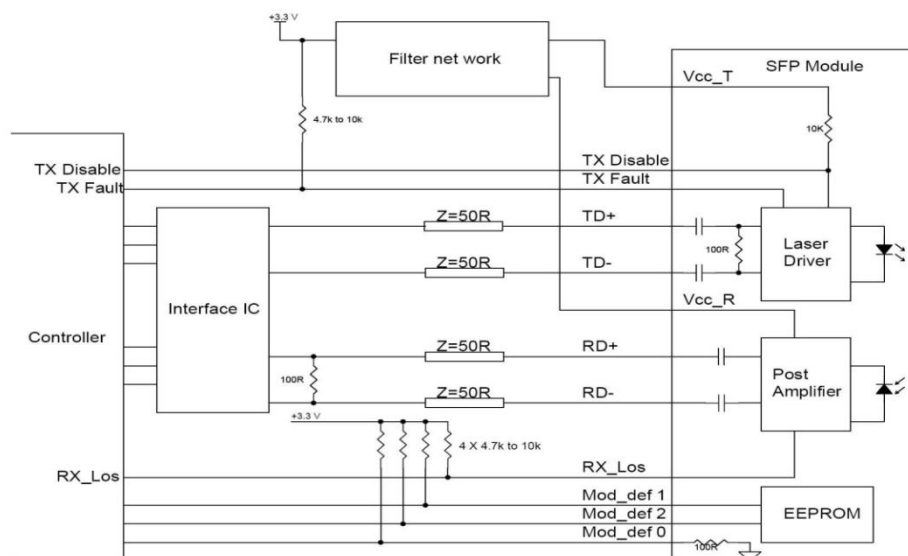 +3.3 V
Filter net work
SFP Module
Vcc_T
4.7k to 10k
10K
TX Disable
TX Disable
TX Fault
TX Fault
Z=50R
TD+
100R
Laser
Driver
Z=50R
TD-
Interface IC
Vcc_R
Controller
Z=50R
RD+
100R
Post
Amplifier
Z=50R
RD-
+3.3 V
4 X 4.7k to 10k
RX_Los
RX_Los
Mod_def 1
Mod_def 2
Mod_def 0
EEPROM
100R